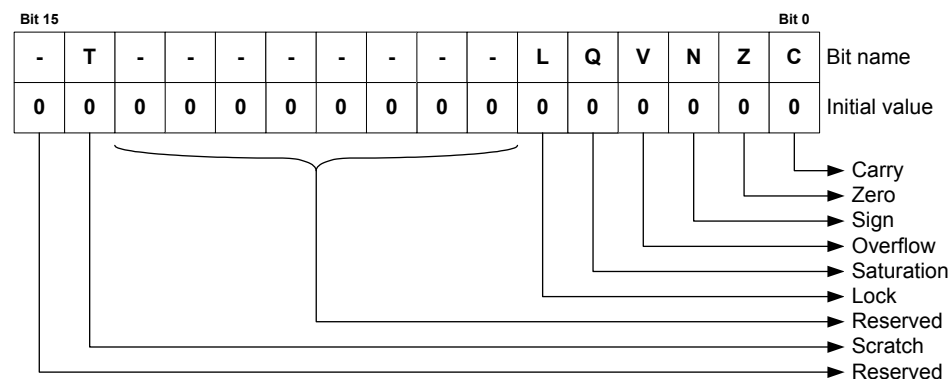 Bit 15 Bit 0
- T - - - - - - - - L Q V N Z C Bit name
0 0 0 0 0 0 0 0 0 0 0 0 0 0 0 0 Initial value
Carry
Zero
Sign
Overflow
Saturation
Lock
Reserved
Scratch
Reserved